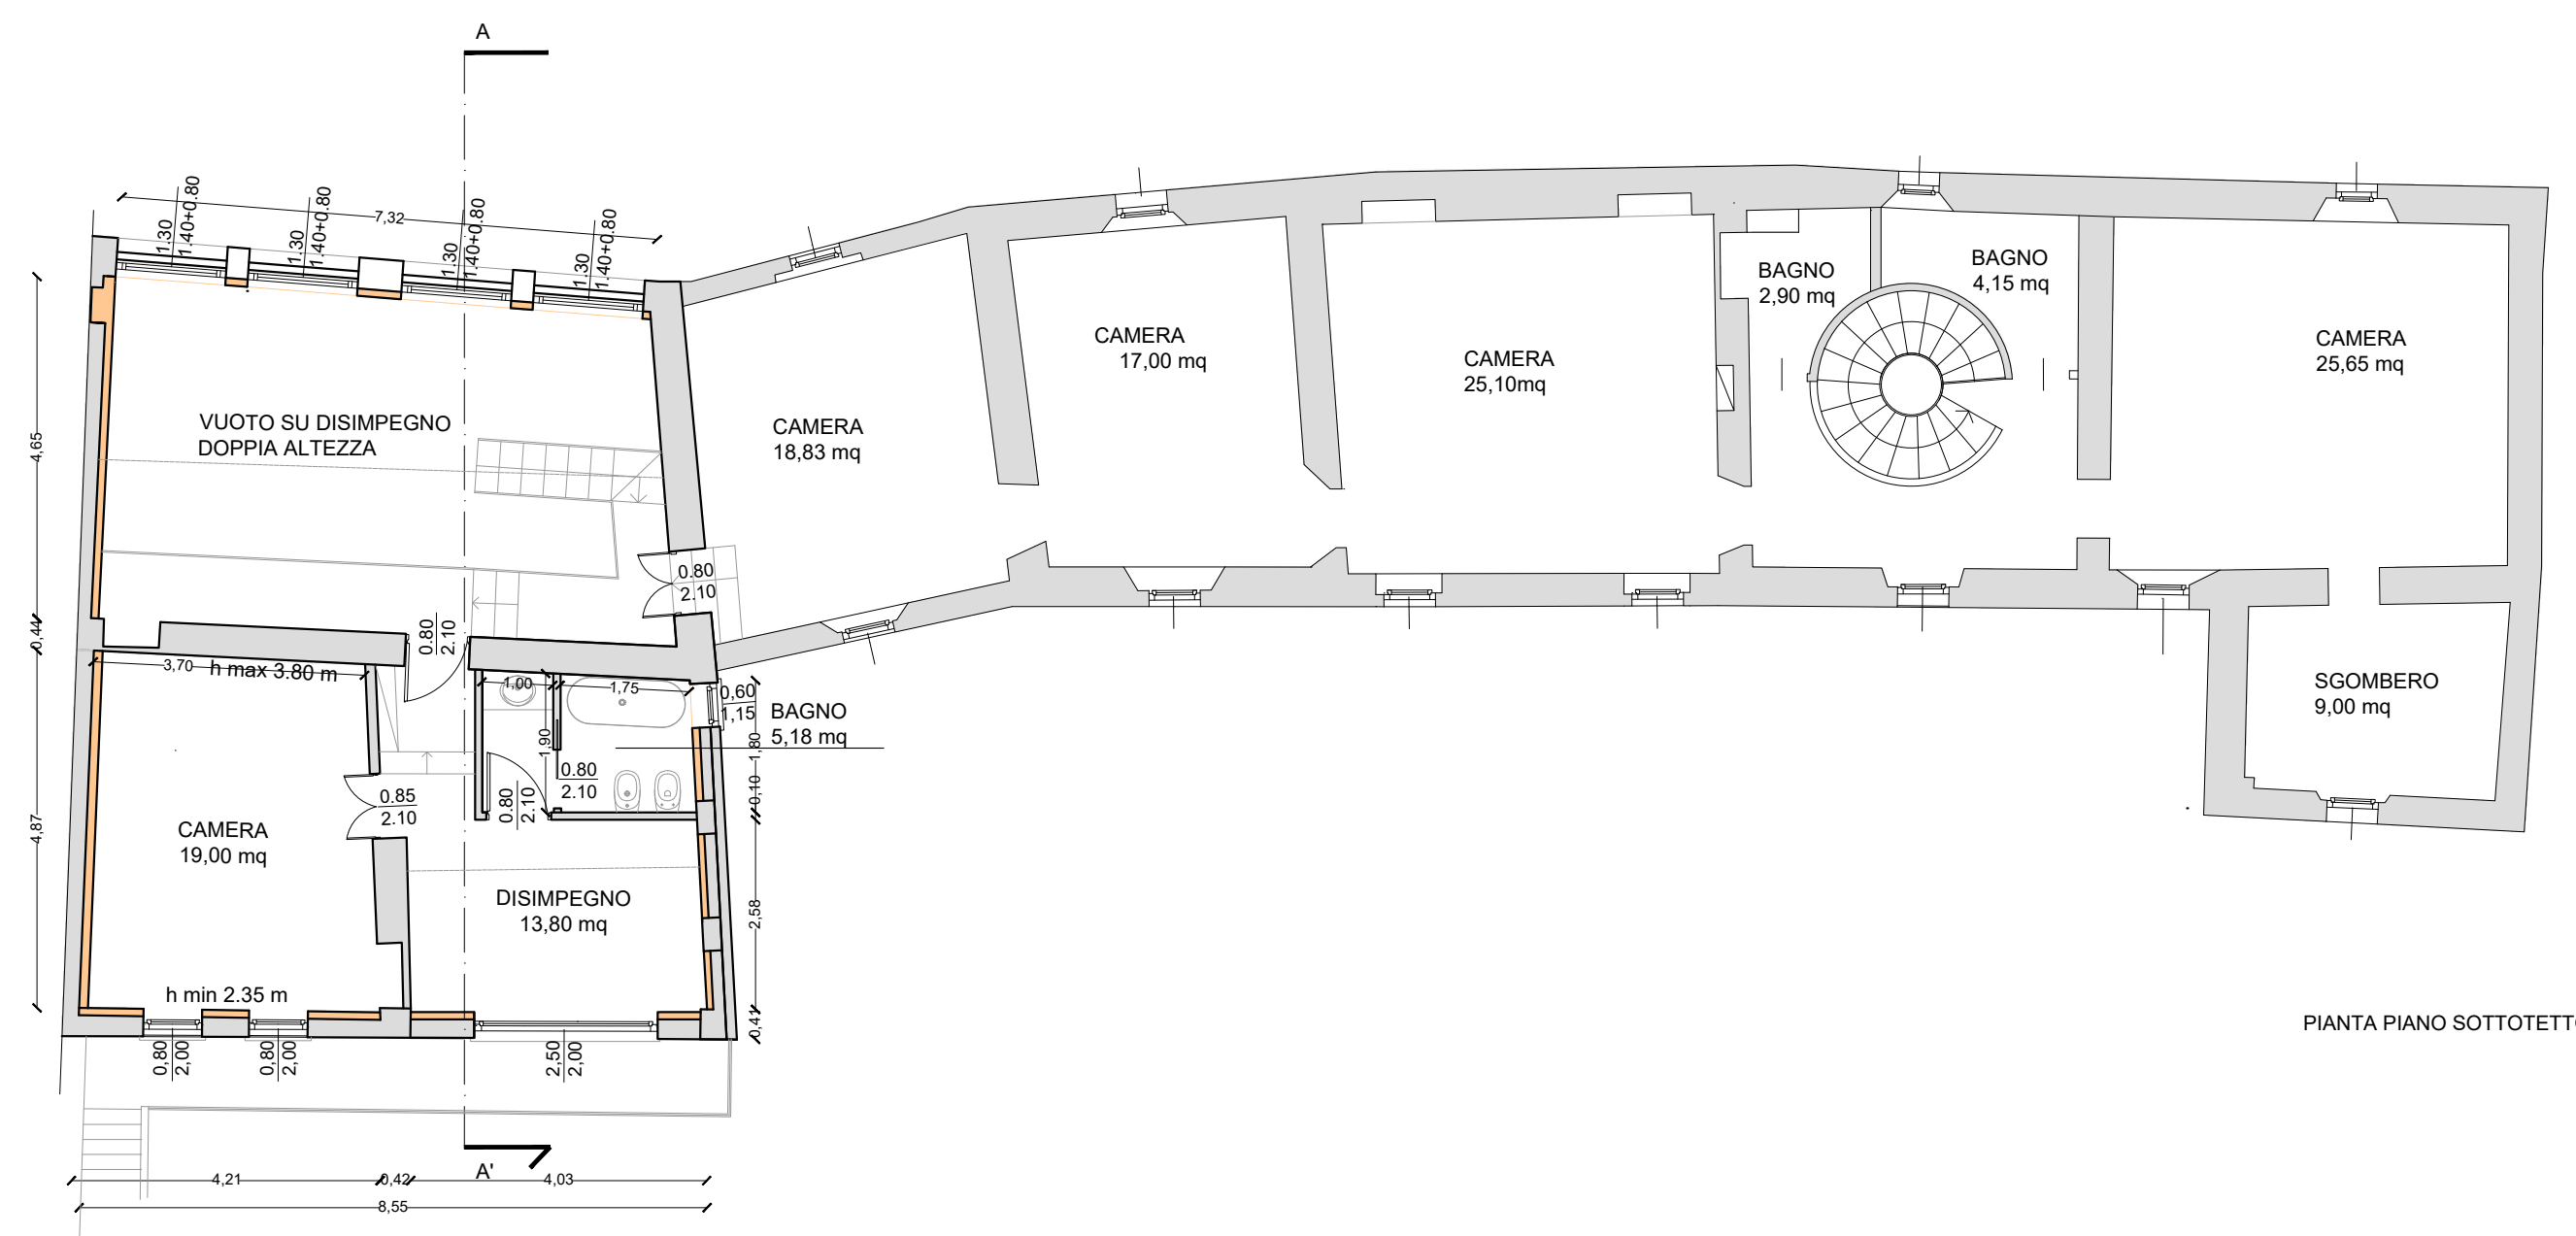 A
7,32
1.30
1.40+0.80
1.30
1.40+0.80
1.30
1.40+0.80
1.30
1.40+0.80
4,65
0,44
4,87
VUOTO SU DISIMPEGNO
DOPPIA ALTEZZA
CAMERA
18,83 mq
CAMERA
17,00 mq
CAMERA
25,10mq
BAGNO
2,90 mq
BAGNO
4,15 mq
CAMERA
25,65 mq
0.80
2.10
0.80
2.10
3,70
h max 3.80 m
1,00
1,75
0,60
1,15
BAGNO
5,18 mq
1,90
1,80
0,10
0.80
2.10
0.80
2.10
0.85
2.10
CAMERA
19,00 mq
DISIMPEGNO
13,80 mq
2,58
0,41
h min 2.35 m
0,80
2,00
0,80
2,00
2,50
2,00
SGOMBERO
9,00 mq
PIANTA PIANO SOTTOTETTO
A'
4,21
0,42
4,03
8,55